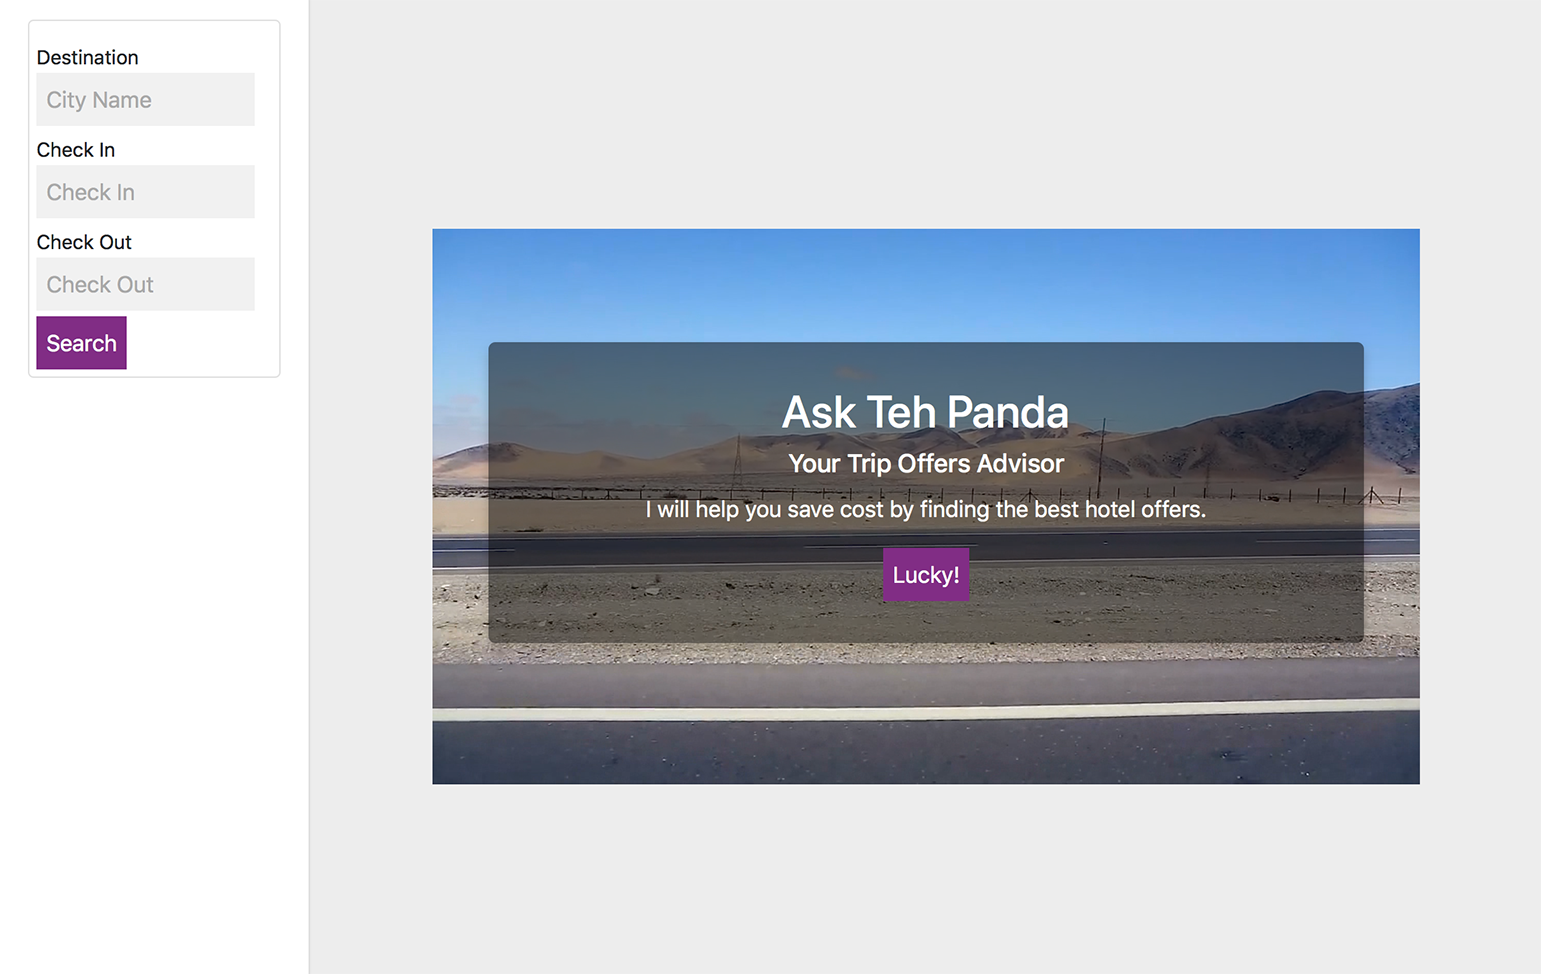 Destination
City Name
Check In
Check In
Check Out
Check Out
Search
Ask Teh Panda
Your Trip Offers Advisor
I will help you save cost by finding the best hotel offers.
Lucky!